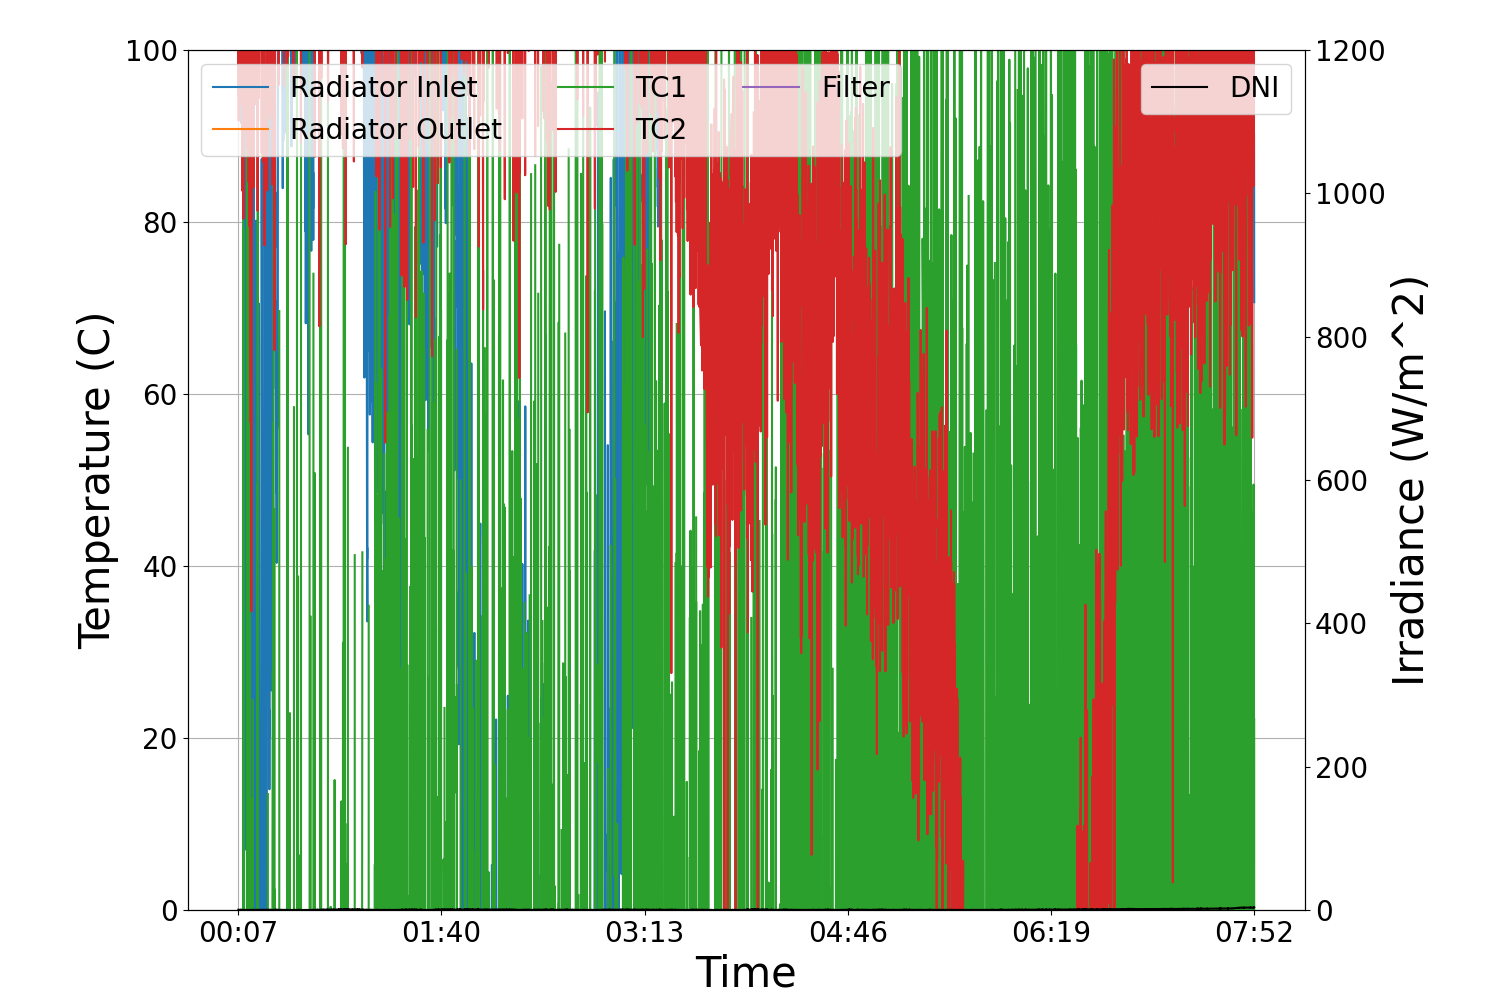 100
80
60
40
20
0
Temperature (C)
Radiator Inlet
Radiator Outlet
TC1
TC2
Filter
DNI
1200
1000
800
600
400
200
0
Irradiance (W/m^2)
00:07 01:40 03:13 04:46 06:19 07:52
Time